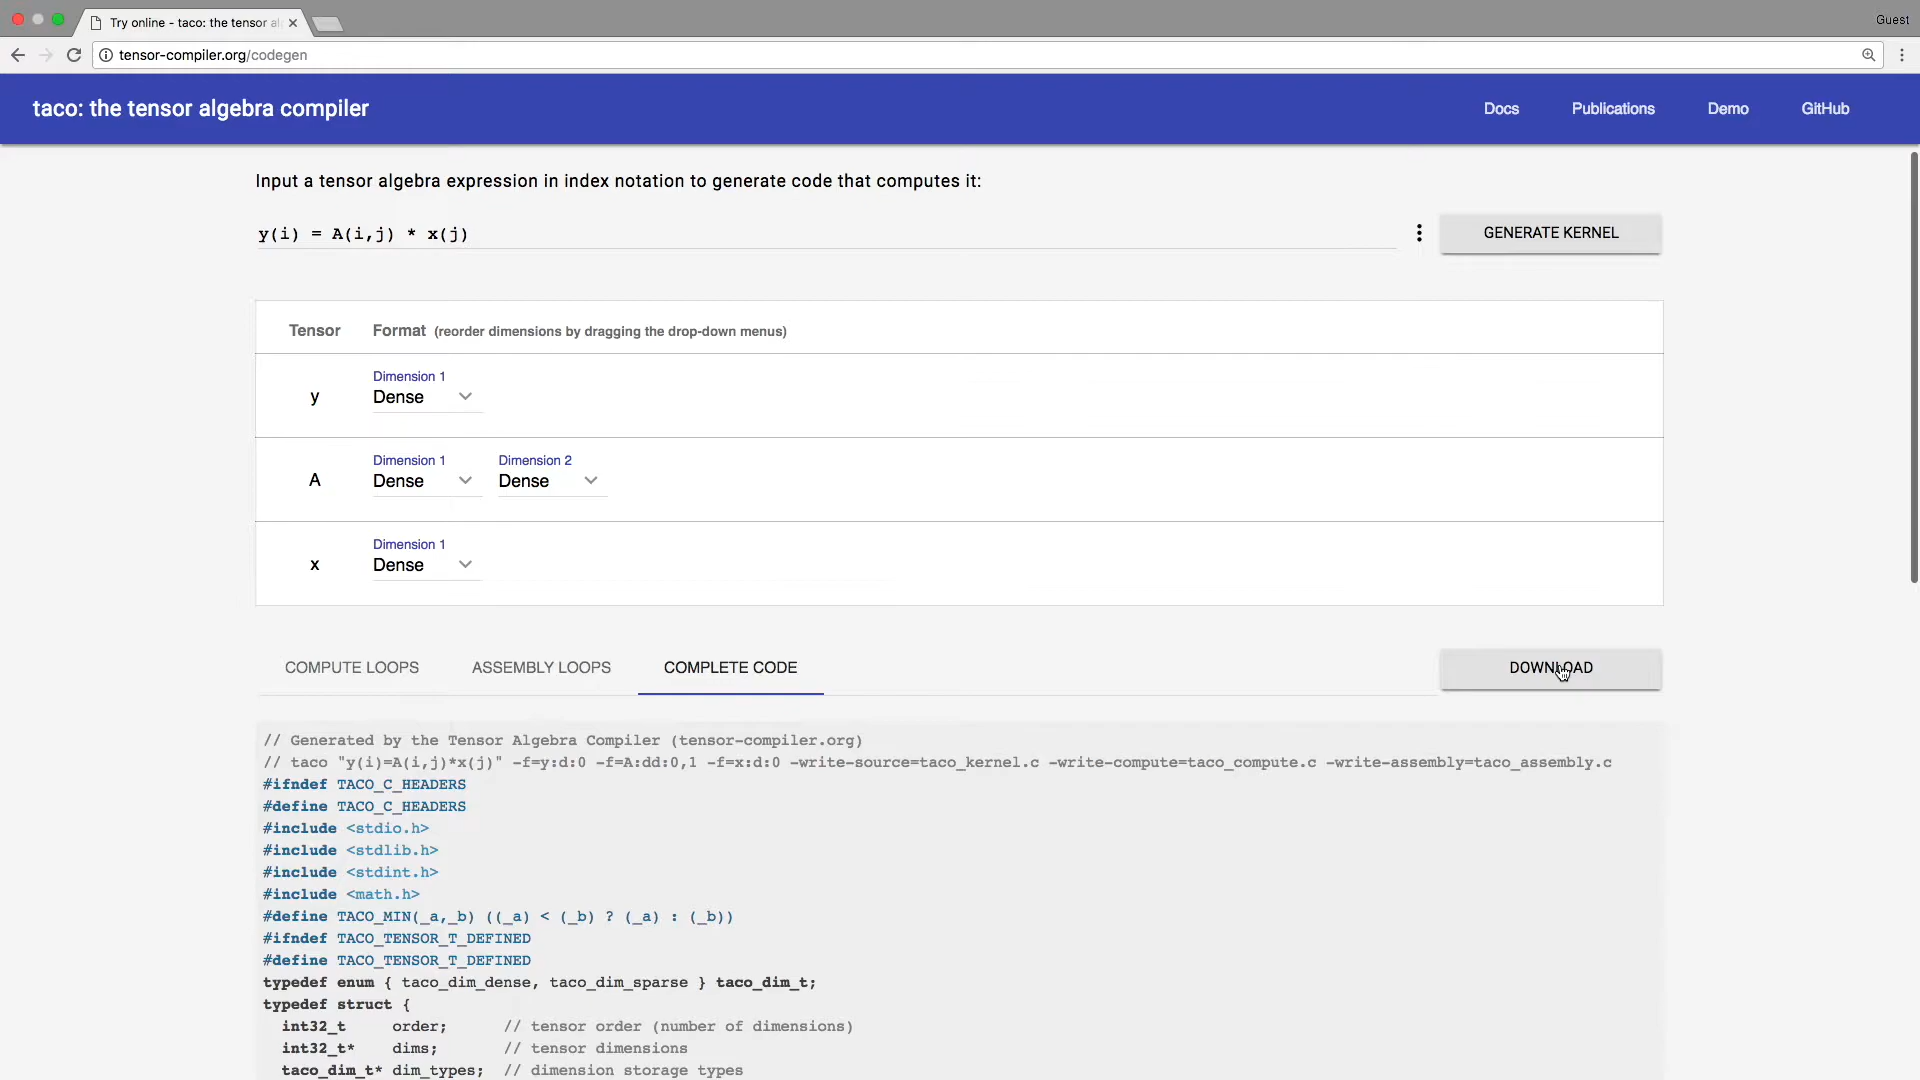 Guest
Try online - taco: the tensor al
tensor-compiler.org/codegen
taco: the tensor algebra compiler
Docs Publications Demo GitHub
Input a tensor algebra expression in index notation to generate code that computes it:
y(i) = A(i,j) * x(j)
GENERATE KERNEL
Tensor Format (reorder dimensions by dragging the drop-down menus)
Dimension 1
y Dense
Dimension 1 Dimension 2
A Dense Dense
Dimension 1
x Dense
COMPUTE LOOPS ASSEMBLY LOOPS COMPLETE CODE DOWNLOAD
// Generated by the Tensor Algebra Compiler (tensor-compiler.org)
// taco "y(i)=A(i,j)*x(j)" -f=y:d:0 -f=A:dd:0,1 -f=x:d:0 -write-source=taco_kernel.c -write-compute=taco_compute.c -write-assembly=taco_assembly.c
#ifndef TACO_C_HEADERS
#define TACO_C_HEADERS
#include <stdio.h>
#include <stdlib.h>
#include <stdint.h>
#include <math.h>
#define TACO_MIN(_a,_b) ((_a) < (_b) ? (_a) : (_b))
#ifndef TACO_TENSOR_T_DEFINED
#define TACO_TENSOR_T_DEFINED
typedef enum { taco_dim_dense, taco_dim_sparse } taco_dim_t;
typedef struct {
int32_t order; // tensor order (number of dimensions)
int32_t* dims; // tensor dimensions
taco_dim_t* dim_types; // dimension storage types